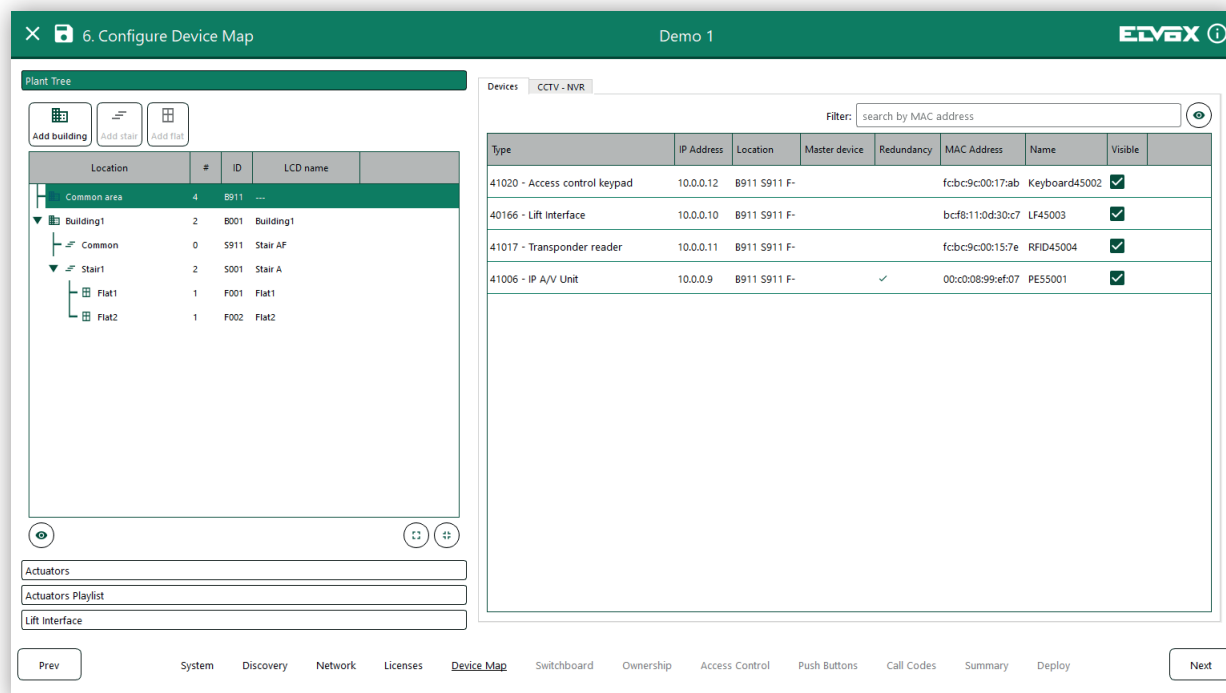 6. Configure Device Map
Demo 1
ELVOX
Plant Tree
Add building
Add stair
Add flat
Location # ID LCD name
Common area 4 B911 ---
Building1 2 B001 Building1
Common 0 S911 Stair AF
Stair1 2 S001 Stair A
Flat1 1 F001 Flat1
Flat2 1 F002 Flat2
Actuators
Actuators Playlist
Lift Interface
Devices CCTV - NVR
Filter: search by MAC address
Type IP Address Location Master device Redundancy MAC Address Name Visible
41020 - Access control keypad 10.0.0.12 B911 S911 F- fc:bc:9c:00:17:ab Keyboard45002
40166 - Lift Interface 10.0.0.10 B911 S911 F- bc:f8:11:0d:30:c7 LF45003
41017 - Transponder reader 10.0.0.11 B911 S911 F- fc:bc:9c:00:15:7e RFID45004
41006 - IP A/V Unit 10.0.0.9 B911 S911 F- 00:c0:08:99:ef:07 PE55001
Prev System Discovery Network Licenses Device Map Switchboard Ownership Access Control Push Buttons Call Codes Summary Deploy Next